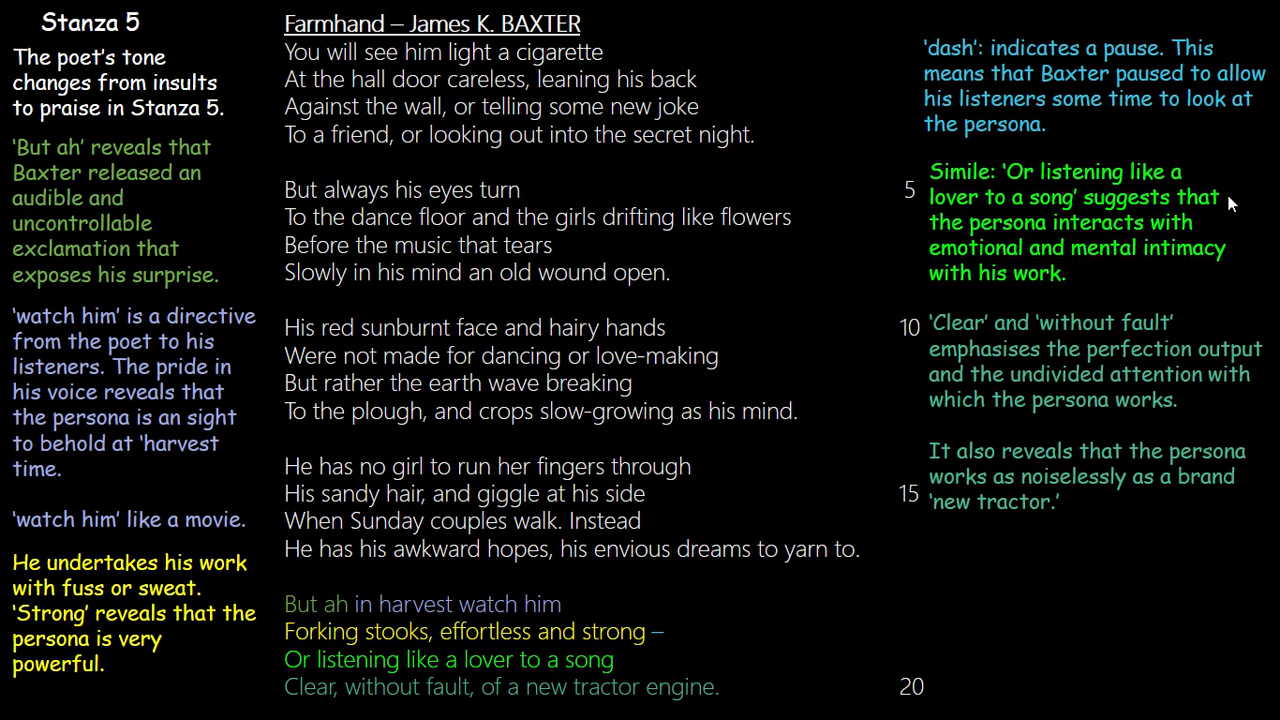 Stanza 5
The poet's tone
changes from insults
to praise in Stanza 5.
'But ah' reveals that
Baxter released an
audible and
uncontrollable
exclamation that
exposes his surprise.
'watch him' is a directive
from the poet to his
listeners. The pride in
his voice reveals that
the persona is an sight
to behold at 'harvest
time.
'watch him' like a movie.
He undertakes his work
with fuss or sweat.
'Strong' reveals that the
persona is very
powerful.
Farmhand – James K. BAXTER
You will see him light a cigarette
At the hall door careless, leaning his back
Against the wall, or telling some new joke
To a friend, or looking out into the secret night.
But always his eyes turn
5
To the dance floor and the girls drifting like flowers
Before the music that tears
Slowly in his mind an old wound open.
His red sunburnt face and hairy hands
10
Were not made for dancing or love-making
But rather the earth wave breaking
To the plough, and crops slow-growing as his mind.
He has no girl to run her fingers through
His sandy hair, and giggle at his side
15
When Sunday couples walk. Instead
He has his awkward hopes, his envious dreams to yarn to.
But ah in harvest watch him
Forking stooks, effortless and strong –
Or listening like a lover to a song
Clear, without fault, of a new tractor engine.
20
'dash': indicates a pause. This
means that Baxter paused to allow
his listeners some time to look at
the persona.
Simile: 'Or listening like a
lover to a song' suggests that
the persona interacts with
emotional and mental intimacy
with his work.
'Clear' and 'without fault'
emphasises the perfection output
and the undivided attention with
which the persona works.
It also reveals that the persona
works as noiselessly as a brand
'new tractor.'